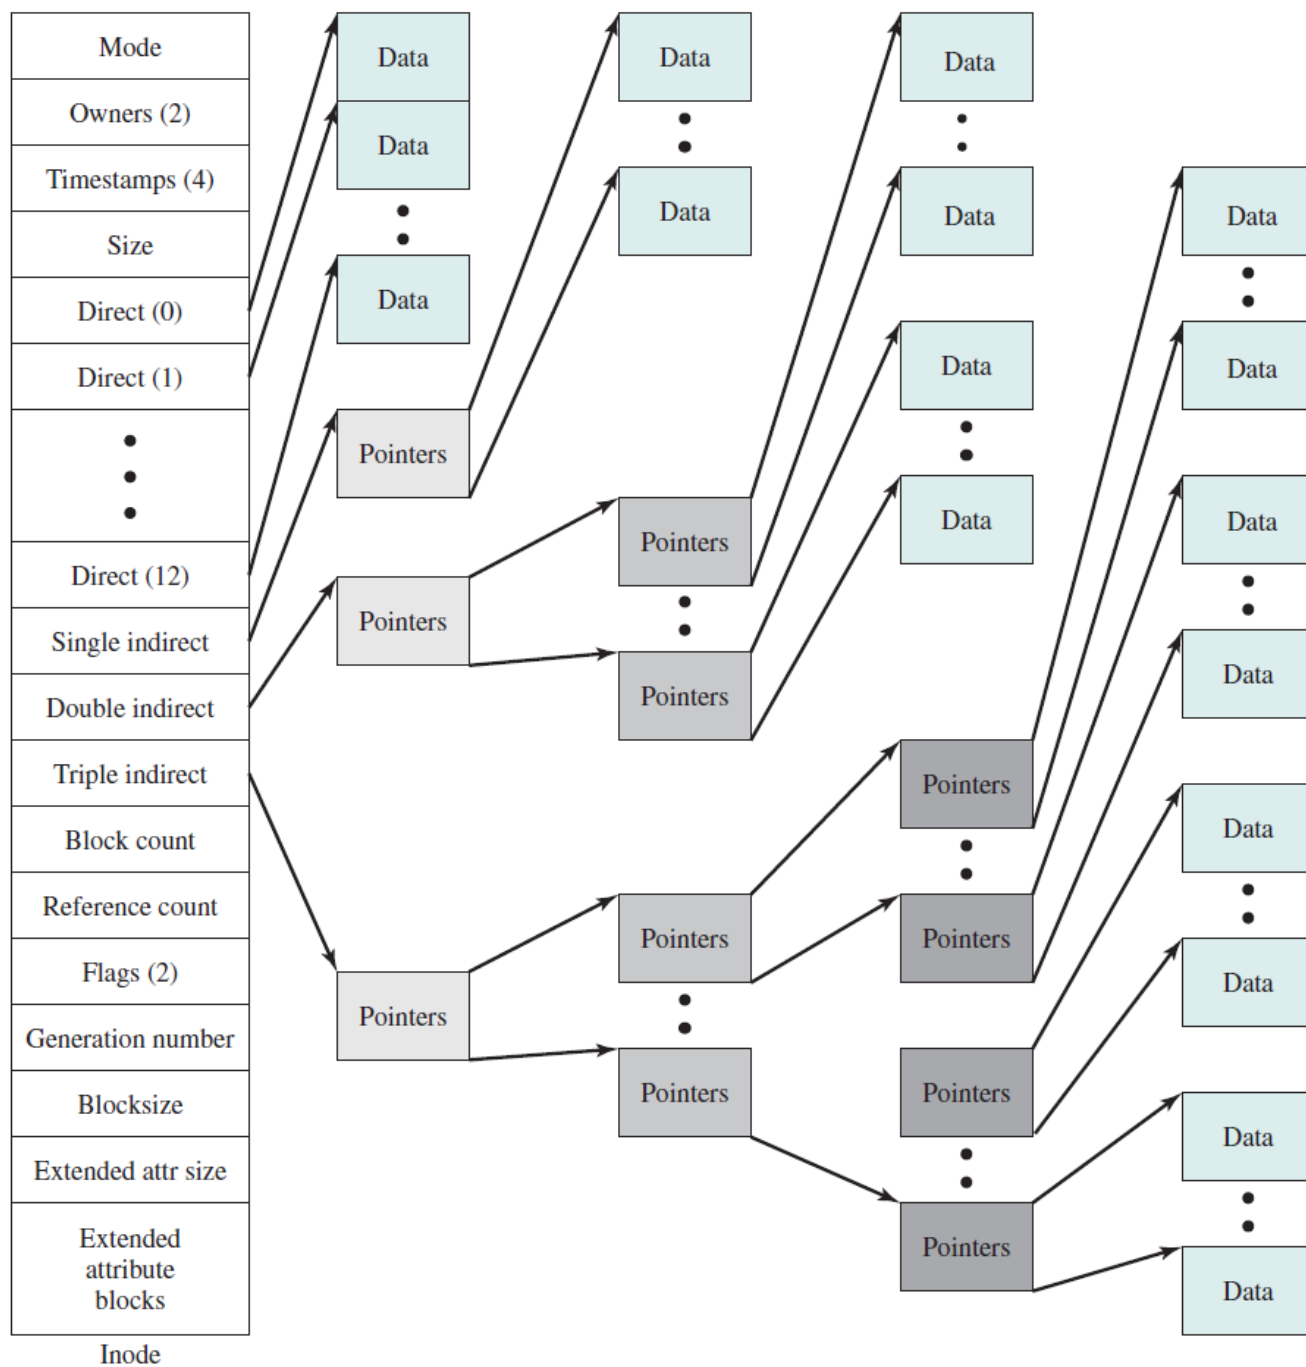 Mode
Owners (2)
Timestamps (4)
Size
Direct (0)
Direct (1)
Direct (12)
Single indirect
Double indirect
Triple indirect
Block count
Reference count
Flags (2)
Generation number
Blocksize
Extended attr size
Extended
attribute
blocks
Inode
Data
Data
Data
Pointers
Pointers
Pointers
Data
Data
Pointers
Pointers
Pointers
Pointers
Data
Data
Data
Data
Pointers
Pointers
Pointers
Pointers
Data
Data
Data
Data
Data
Data
Data
Data